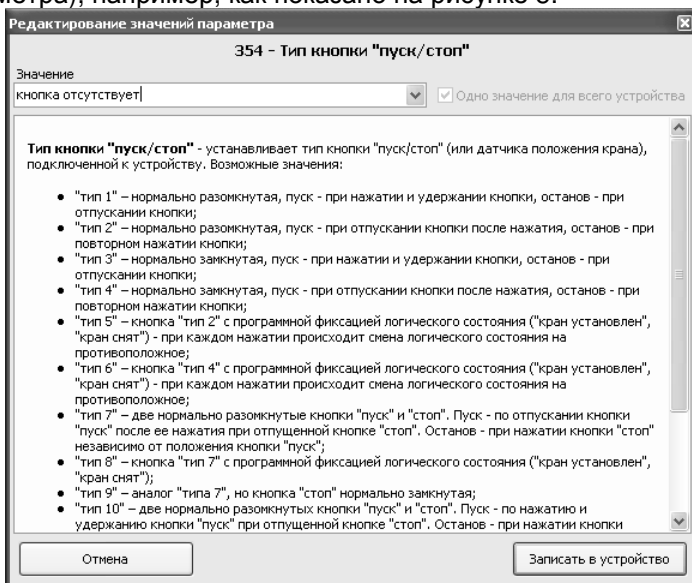 метра), например, как показано на рисунке
Редактирование значений параметра
354 - Тип кнопки "пуск/стоп"
Значение
кнопка отсутствует
Одно значение для всего устройства
Тип кнопки "пуск/стоп" - устанавливает тип кнопки "пуск/стоп" (или датчика положения крана),
подключенной к устройству. Возможные значения:
● "тип 1" – нормально разомкнутая, пуск - при нажатии и удержании кнопки, останов - при
отпускании кнопки;
● "тип 2" – нормально разомкнутая, пуск - при отпускании кнопки после нажатия, останов - при
повторном нажатии кнопки;
● "тип 3" – нормально замкнутая, пуск - при нажатии и удержании кнопки, останов - при
отпускании кнопки;
● "тип 4" – нормально замкнутая, пуск - при отпускании кнопки после нажатия, останов - при
повторном нажатии кнопки;
● "тип 5" – кнопка "тип 2" с программной фиксацией логического состояния ("кран установлен",
"кран снят") - при каждом нажатии происходит смена логического состояния на
противоположное;
● "тип 6" – кнопка "тип 4" с программной фиксацией логического состояния ("кран установлен",
"кран снят") - при каждом нажатии происходит смена логического состояния на
противоположное;
● "тип 7" – две нормально разомкнутые кнопки "пуск" и "стоп". Пуск - по отпускании кнопки
"пуск" после ее нажатия при отпущенной кнопке "стоп". Останов - при нажатии кнопки "стоп"
независимо от положения кнопки "пуск";
● "тип 8" – кнопка "тип 7" с программной фиксацией логического состояния ("кран установлен",
"кран снят");
● "тип 9" – аналог "типа 7", но кнопка "стоп" нормально замкнутая;
● "тип 10" – две нормально разомкнутых кнопки "пуск" и "стоп". Пуск - по нажатию и
удержанию кнопки "пуск" при отпущенной кнопке "стоп". Останов - при нажатии кнопки
Отмена
Записать в устройство